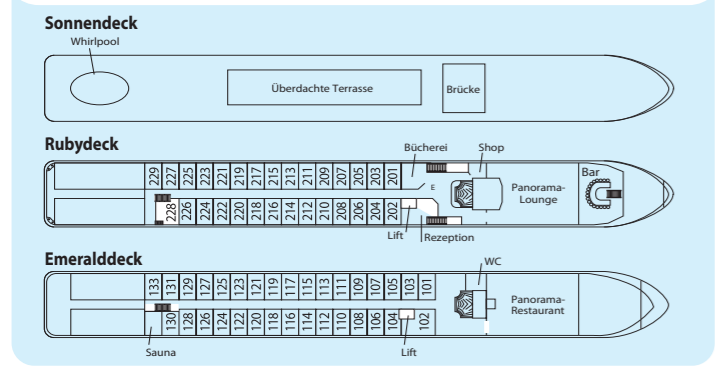 Sonnendeck
Whirlpool
Überdachte Terrasse
Brücke
Rubydeck
Bücherei
Shop
229 227 225 223 221 219 217 215 213 211 209 207 205 203 201
E
Bar
Panorama-
Lounge
228 226 224 222 220 218 216 214 212 210 208 206 204 202
Lift
Rezeption
Emeralddeck
WC
133 131 129 127 125 123 121 119 117 115 113 111 109 107 105 103 101
Panorama-
Restaurant
130 128 126 124 122 120 118 116 114 112 110 108 106 104 102
Sauna
Lift